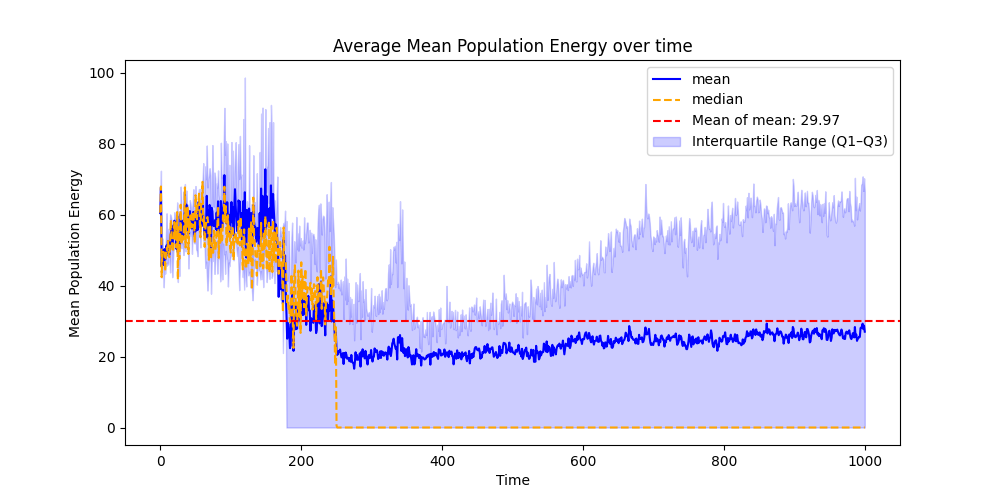 Average Mean Population Energy over time
mean
median
Mean of mean: 29.97
Interquartile Range (Q1–Q3)
Mean Population Energy
100
80
60
40
20
0
0 200 400 600 800 1000
Time